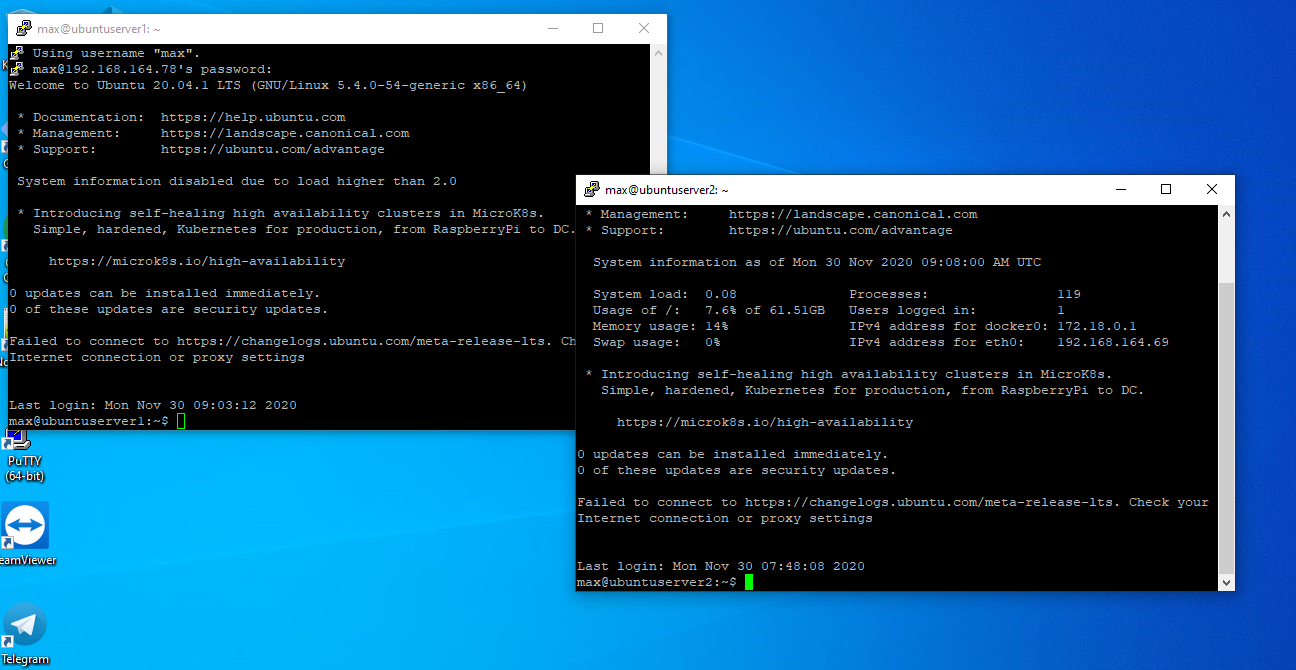 max@ubuntuserver1: ~
Using username "max".
max@192.168.164.78's password:
Welcome to Ubuntu 20.04.1 LTS (GNU/Linux 5.4.0-54-generic x86_64)
* Documentation:  https://help.ubuntu.com
* Management:     https://landscape.canonical.com
* Support:        https://ubuntu.com/advantage
System information disabled due to load higher than 2.0
* Introducing self-healing high availability clusters in MicroK8s.
Simple, hardened, Kubernetes for production, from RaspberryPi to DC.
https://microk8s.io/high-availability
0 updates can be installed immediately.
0 of these updates are security updates.
Failed to connect to https://changelogs.ubuntu.com/meta-release-lts. Ch
Internet connection or proxy settings
Last login: Mon Nov 30 09:03:12 2020
max@ubuntuserver1:~$
max@ubuntuserver2: ~
* Management:     https://landscape.canonical.com
* Support:        https://ubuntu.com/advantage
System information as of Mon 30 Nov 2020 09:08:00 AM UTC
System load:  0.08              Processes:                119
Usage of /:   7.6% of 61.51GB   Users logged in:          1
Memory usage: 14%               IPv4 address for docker0: 172.18.0.1
Swap usage:   0%                IPv4 address for eth0:    192.168.164.69
* Introducing self-healing high availability clusters in MicroK8s.
Simple, hardened, Kubernetes for production, from RaspberryPi to DC.
https://microk8s.io/high-availability
0 updates can be installed immediately.
0 of these updates are security updates.
Failed to connect to https://changelogs.ubuntu.com/meta-release-lts. Check your
Internet connection or proxy settings
Last login: Mon Nov 30 07:48:08 2020
max@ubuntuserver2:~$
PuTTY
(64-bit)
eamViewer
Telegram